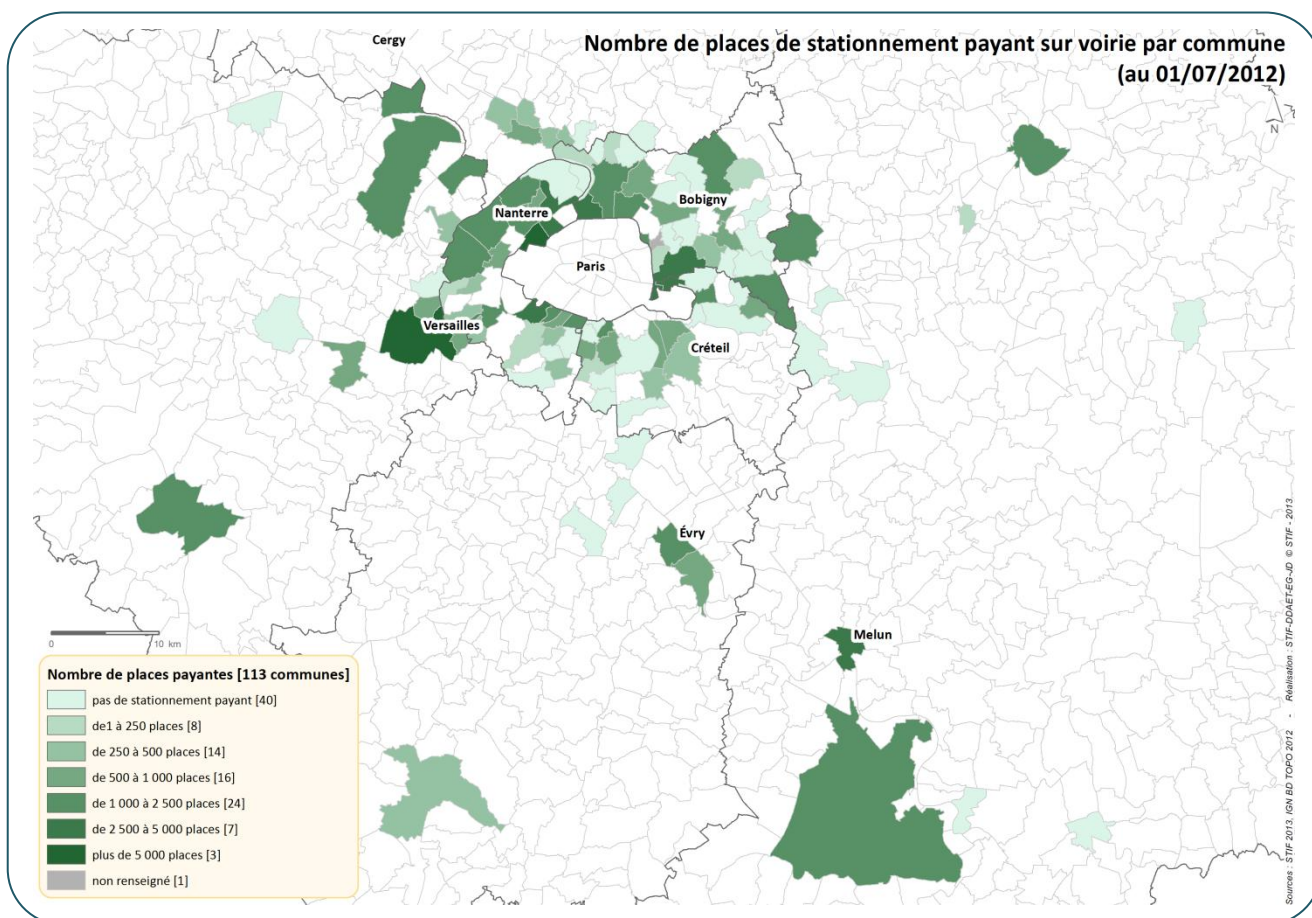 Cergy
Nombre de places de stationnement payant sur voirie par commune
(au 01/07/2012)
N
Bobigny
Nanterre
Paris
Versailles
Créteil
Évry
Melun
0 10 km
Nombre de places payantes [113 communes]
pas de stationnement payant [40]
de1 à 250 places [8]
de 250 à 500 places [14]
de 500 à 1 000 places [16]
de 1 000 à 2 500 places [24]
de 2 500 à 5 000 places [7]
plus de 5 000 places [3]
non renseigné [1]
Sources : STIF 2013, IGN BD TOPO 2012 - Réalisation : STIF-DDAET-EG-JD © STIF - 2013